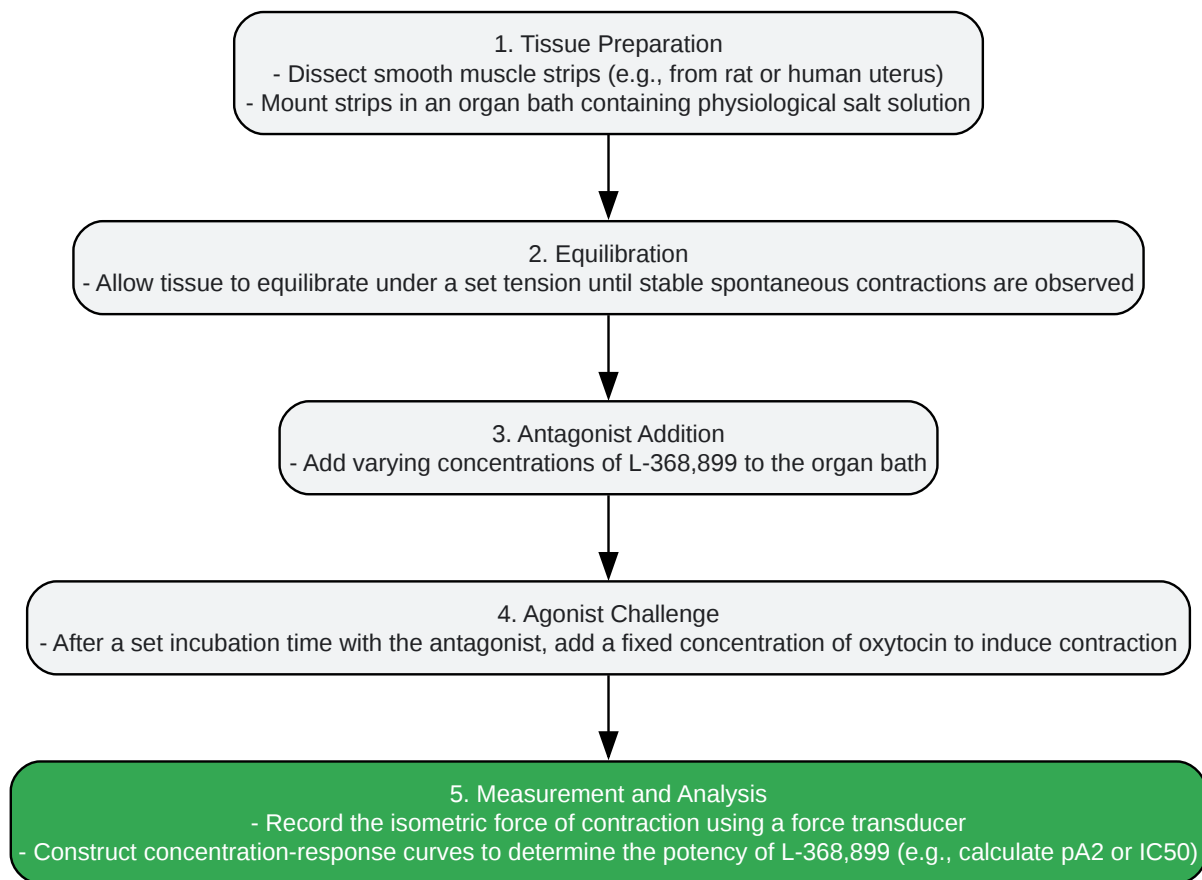 1. Tissue Preparation
- Dissect smooth muscle strips (e.g., from rat or human uterus)
- Mount strips in an organ bath containing physiological salt solution
2. Equilibration
- Allow tissue to equilibrate under a set tension until stable spontaneous contractions are observed
3. Antagonist Addition
- Add varying concentrations of L-368,899 to the organ bath
4. Agonist Challenge
- After a set incubation time with the antagonist, add a fixed concentration of oxytocin to induce contraction
5. Measurement and Analysis
- Record the isometric force of contraction using a force transducer
- Construct concentration-response curves to determine the potency of L-368,899 (e.g., calculate pA2 or IC50)